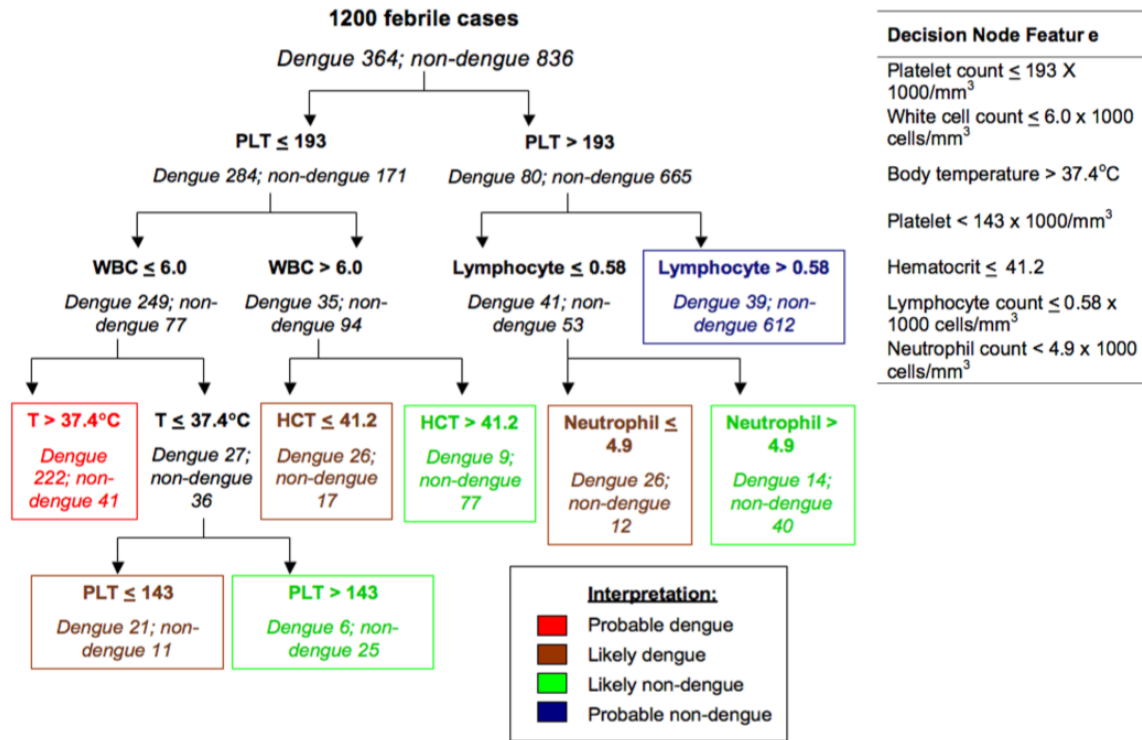 1200 febrile cases
Dengue 364; non-dengue 836
PLT ≤ 193
Dengue 284; non-dengue 171
PLT > 193
Dengue 80; non-dengue 665
WBC ≤ 6.0
Dengue 249; non-
dengue 77
WBC > 6.0
Dengue 35; non-
dengue 94
Lymphocyte ≤ 0.58
Dengue 41; non-
dengue 53
Lymphocyte > 0.58
Dengue 39; non-
dengue 612
T > 37.4°C
Dengue
222; non-
dengue 41
T ≤ 37.4°C
Dengue 27;
non-dengue
36
HCT ≤ 41.2
Dengue 26;
non-dengue
17
HCT > 41.2
Dengue 9;
non-dengue
77
Neutrophil ≤
4.9
Dengue 26;
non-dengue
12
Neutrophil >
4.9
Dengue 14;
non-dengue
40
PLT ≤ 143
Dengue 21; non-
dengue 11
PLT > 143
Dengue 6; non-
dengue 25
Interpretation:
Probable dengue
Likely dengue
Likely non-dengue
Probable non-dengue
Decision Node Featur e
Platelet count ≤ 193 X
1000/mm³
White cell count ≤ 6.0 x 1000
cells/mm³
Body temperature > 37.4°C
Platelet < 143 x 1000/mm³
Hematocrit ≤ 41.2
Lymphocyte count ≤ 0.58 x
1000 cells/mm³
Neutrophil count < 4.9 x 1000
cells/mm³